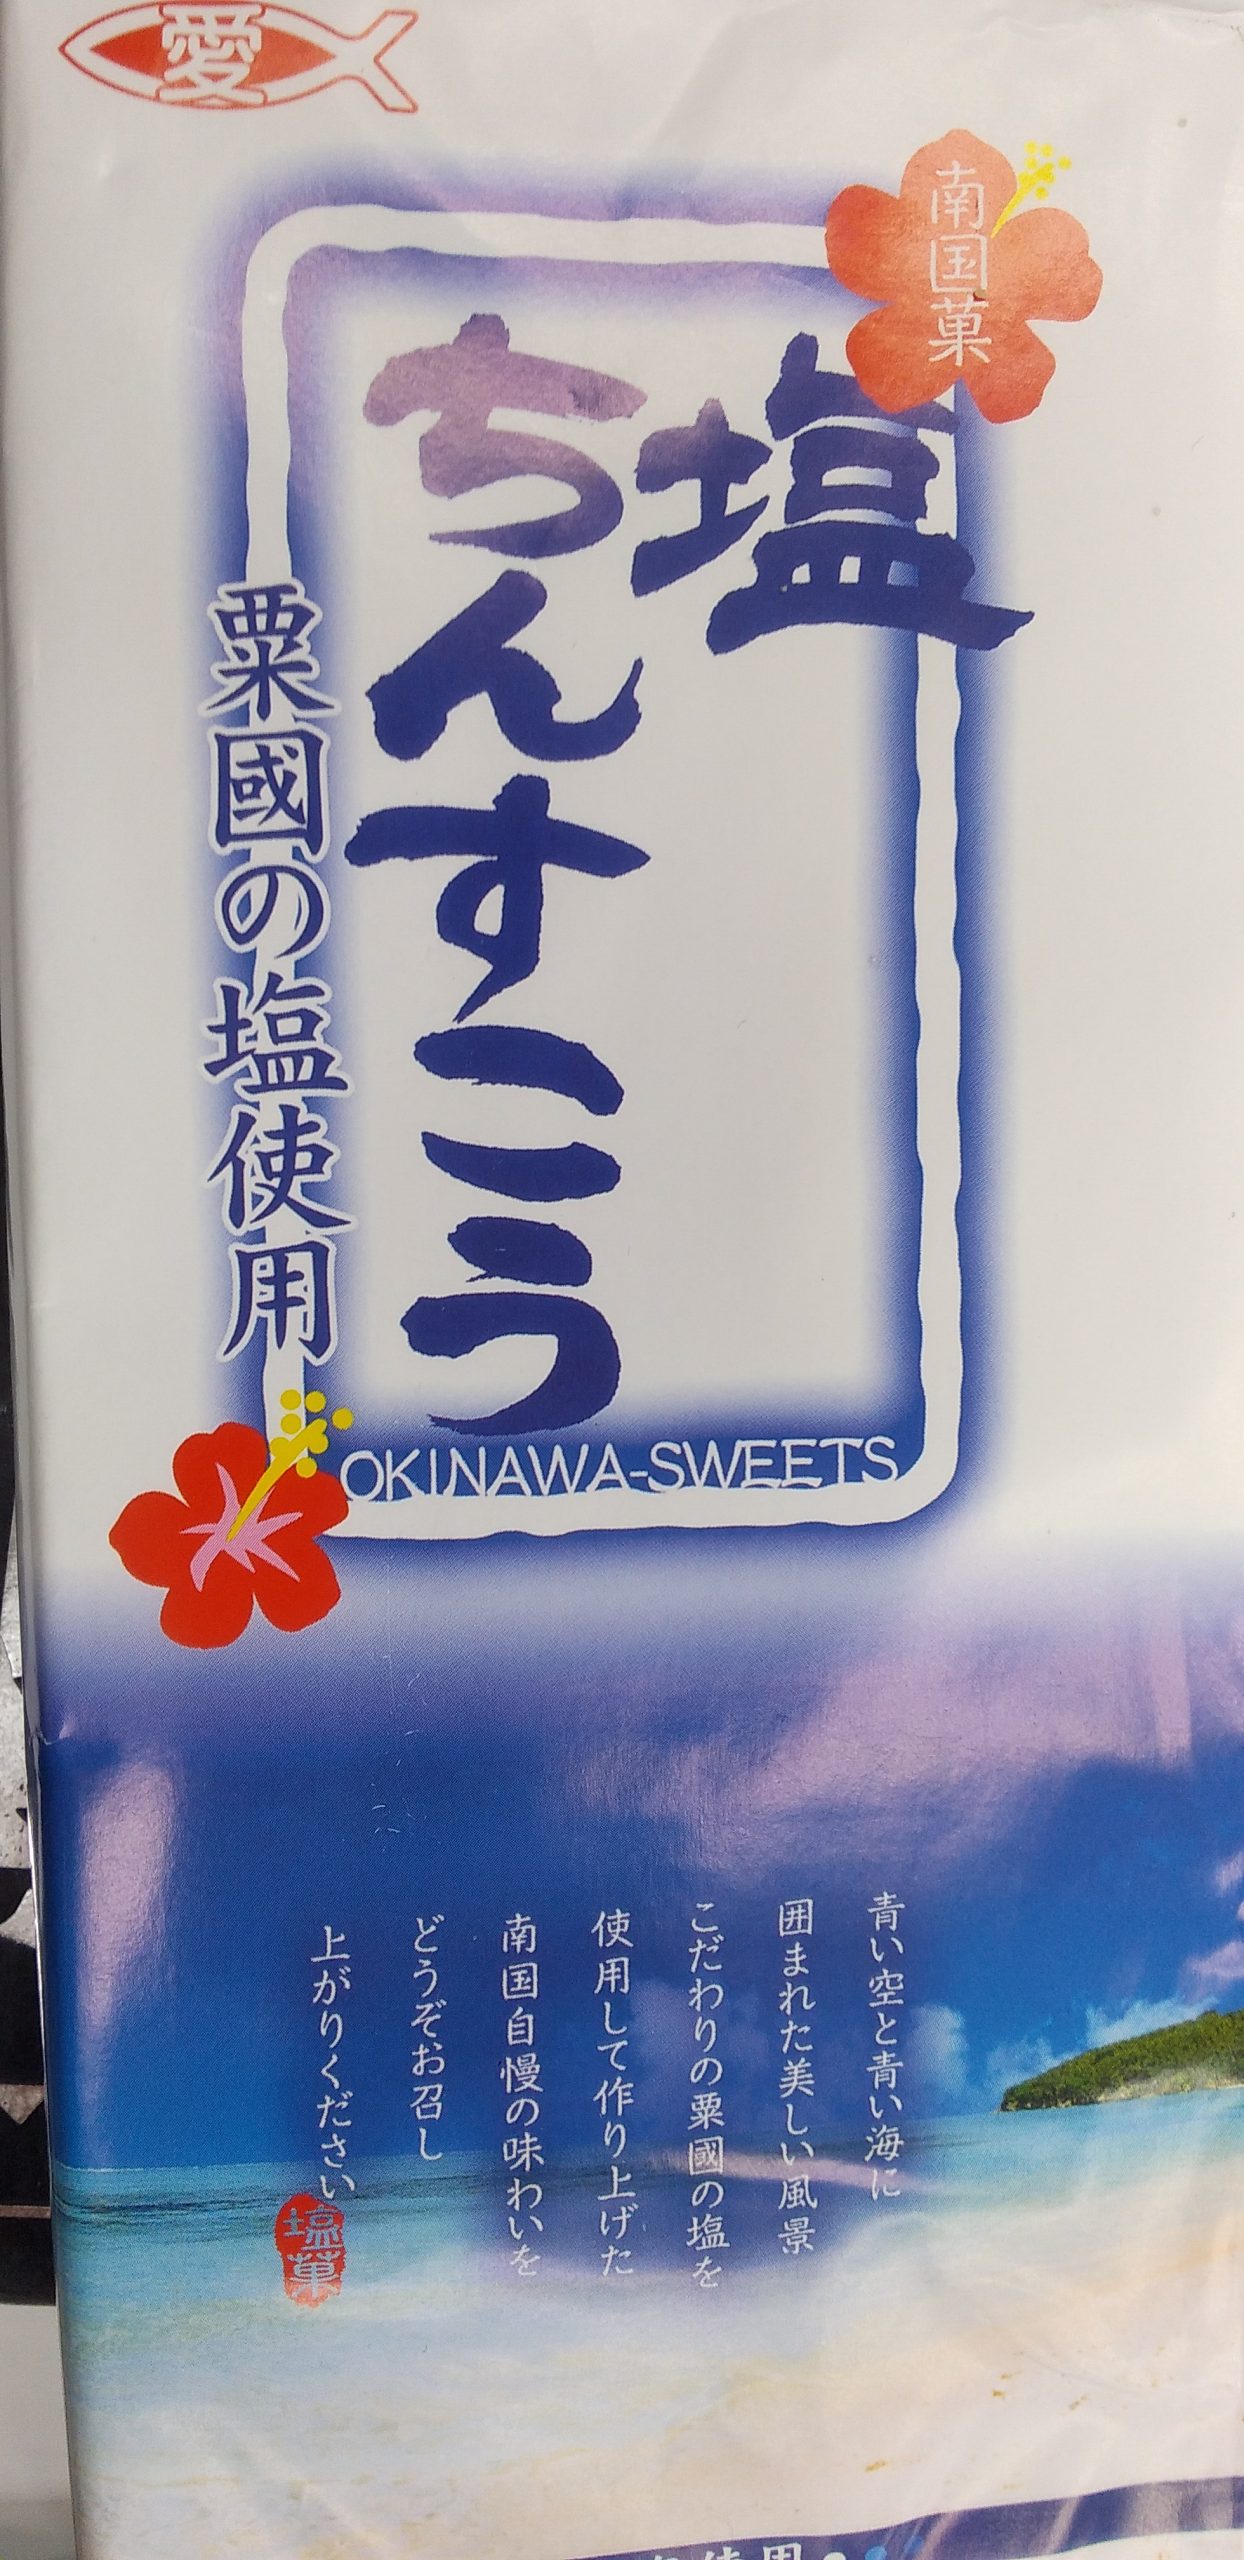 愛
南国菓
塩
ちんすこう
粟國の塩使用
OKINAWA-SWEETS
青い空と青い海に
囲まれた美しい風景
こだわりの粟國の塩を
使用して作り上げた
南国自慢の味わいを
どうぞお召し
上がりください
塩菓
使用